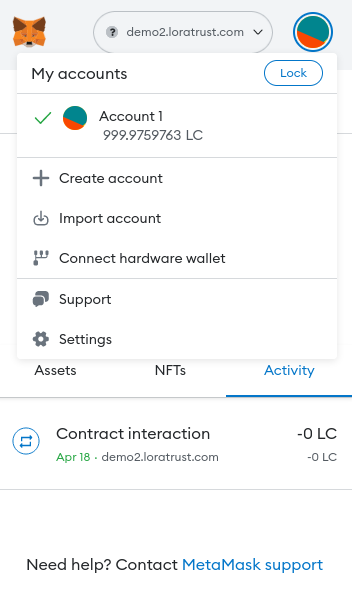 demo2.loratrust.com
My accounts
Lock
Account 1
999.9759763 LC
Create account
Import account
Connect hardware wallet
Support
Settings
Assets NFTs Activity
Contract interaction -0 LC
Apr 18 · demo2.loratrust.com -0 LC
Need help? Contact MetaMask support